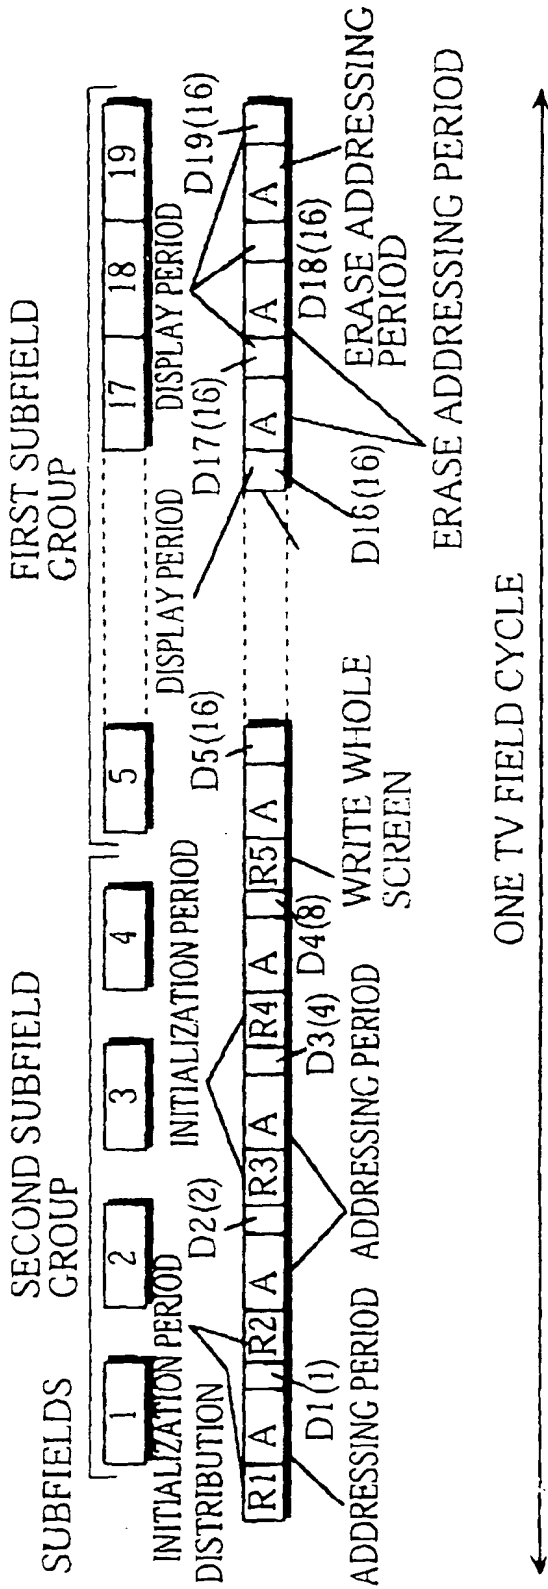 SUBFIELDS
SECOND SUBFIELD
GROUP
FIRST SUBFIELD
GROUP
1
2
3
4
5
17
18
19
INITIALIZATION PERIOD
DISTRIBUTION
INITIALIZATION PERIOD
DISPLAY PERIOD
DISPLAY PERIOD
D2(2)
D5(16)
D17(16)
D19(16)
R1 A R2 A R3 A R4 A R5 A A A A
D1(1)
D3(4)
D4(8)
D16(16)
D18(16)
ADDRESSING PERIOD
ADDRESSING PERIOD
WRITE WHOLE
SCREEN
ERASE ADDRESSING
PERIOD
ERASE ADDRESSING PERIOD
ONE TV FIELD CYCLE